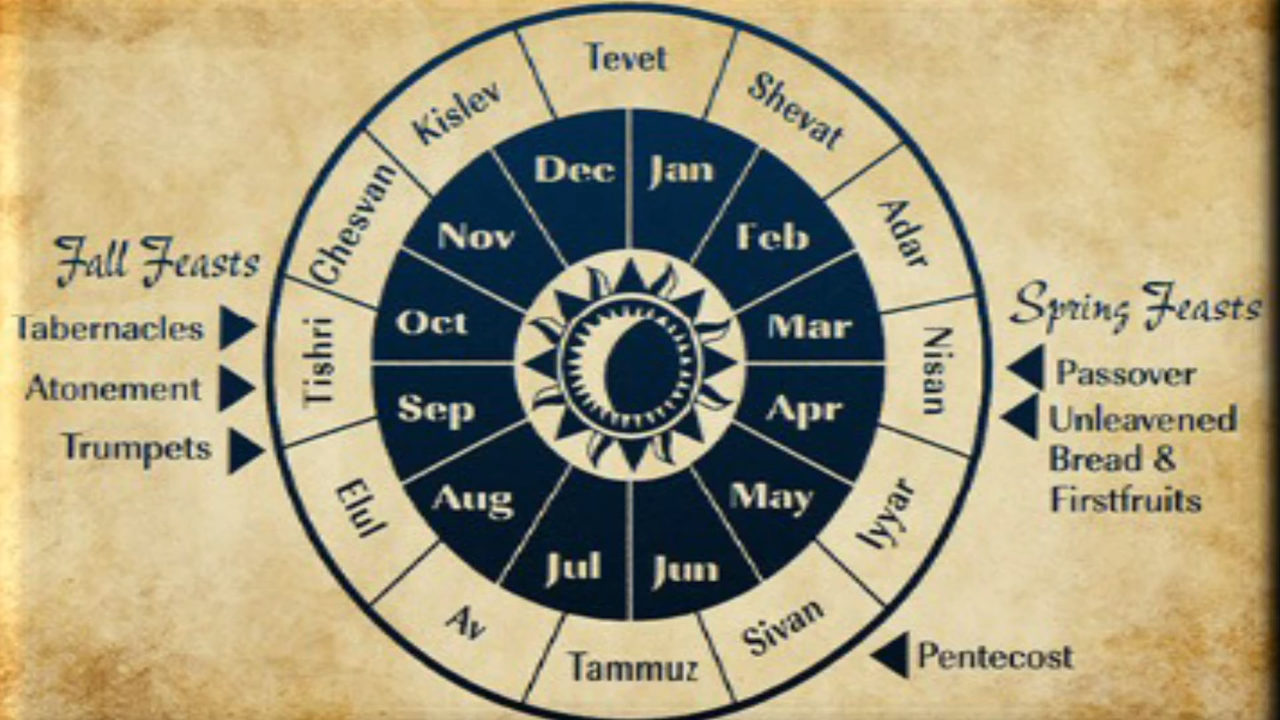 Tevet
Shevat
Adar
Nisan
Iyyar
Sivan
Tammuz
Av
Elul
Tishri
Chesvan
Kislev
Jan
Feb
Mar
Apr
May
Jun
Jul
Aug
Sep
Oct
Nov
Dec
Fall Feasts
Tabernacles
Atonement
Trumpets
Spring Feasts
Passover
Unleavened
Bread &
Firstfruits
Pentecost